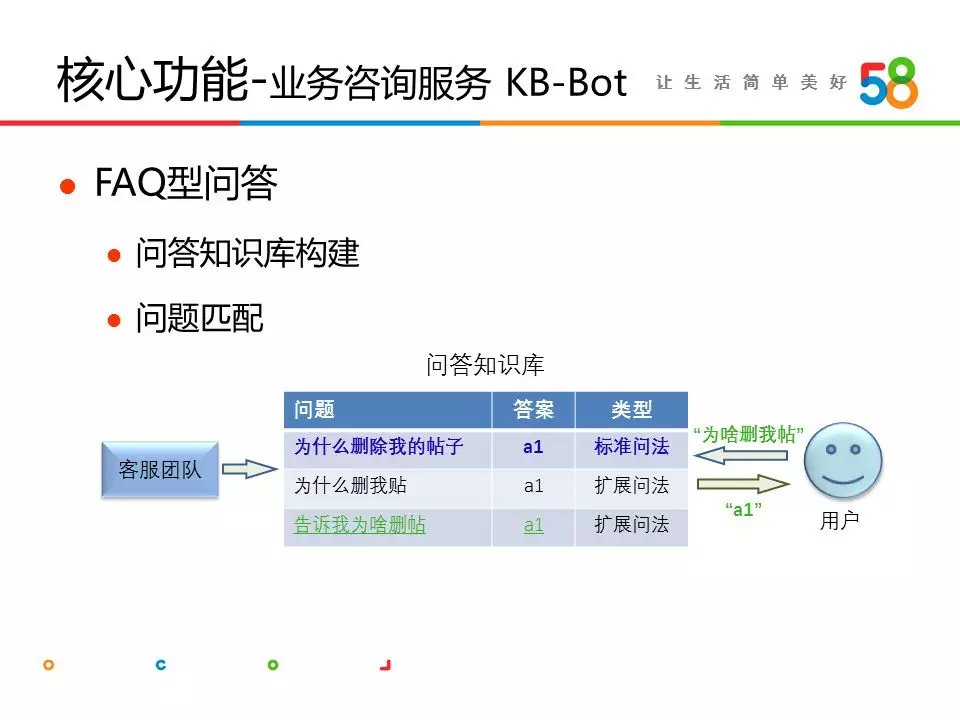 核心功能-业务咨询服务 KB-Bot
让生活简单美好
58
FAQ型问答
问答知识库构建
问题匹配
问答知识库
问题 答案 类型
为什么删除我的帖子 a1 标准问法
为什么删我贴 a1 扩展问法
告诉我为啥删帖 a1 扩展问法
客服团队
“为啥删我帖”
“a1”
用户